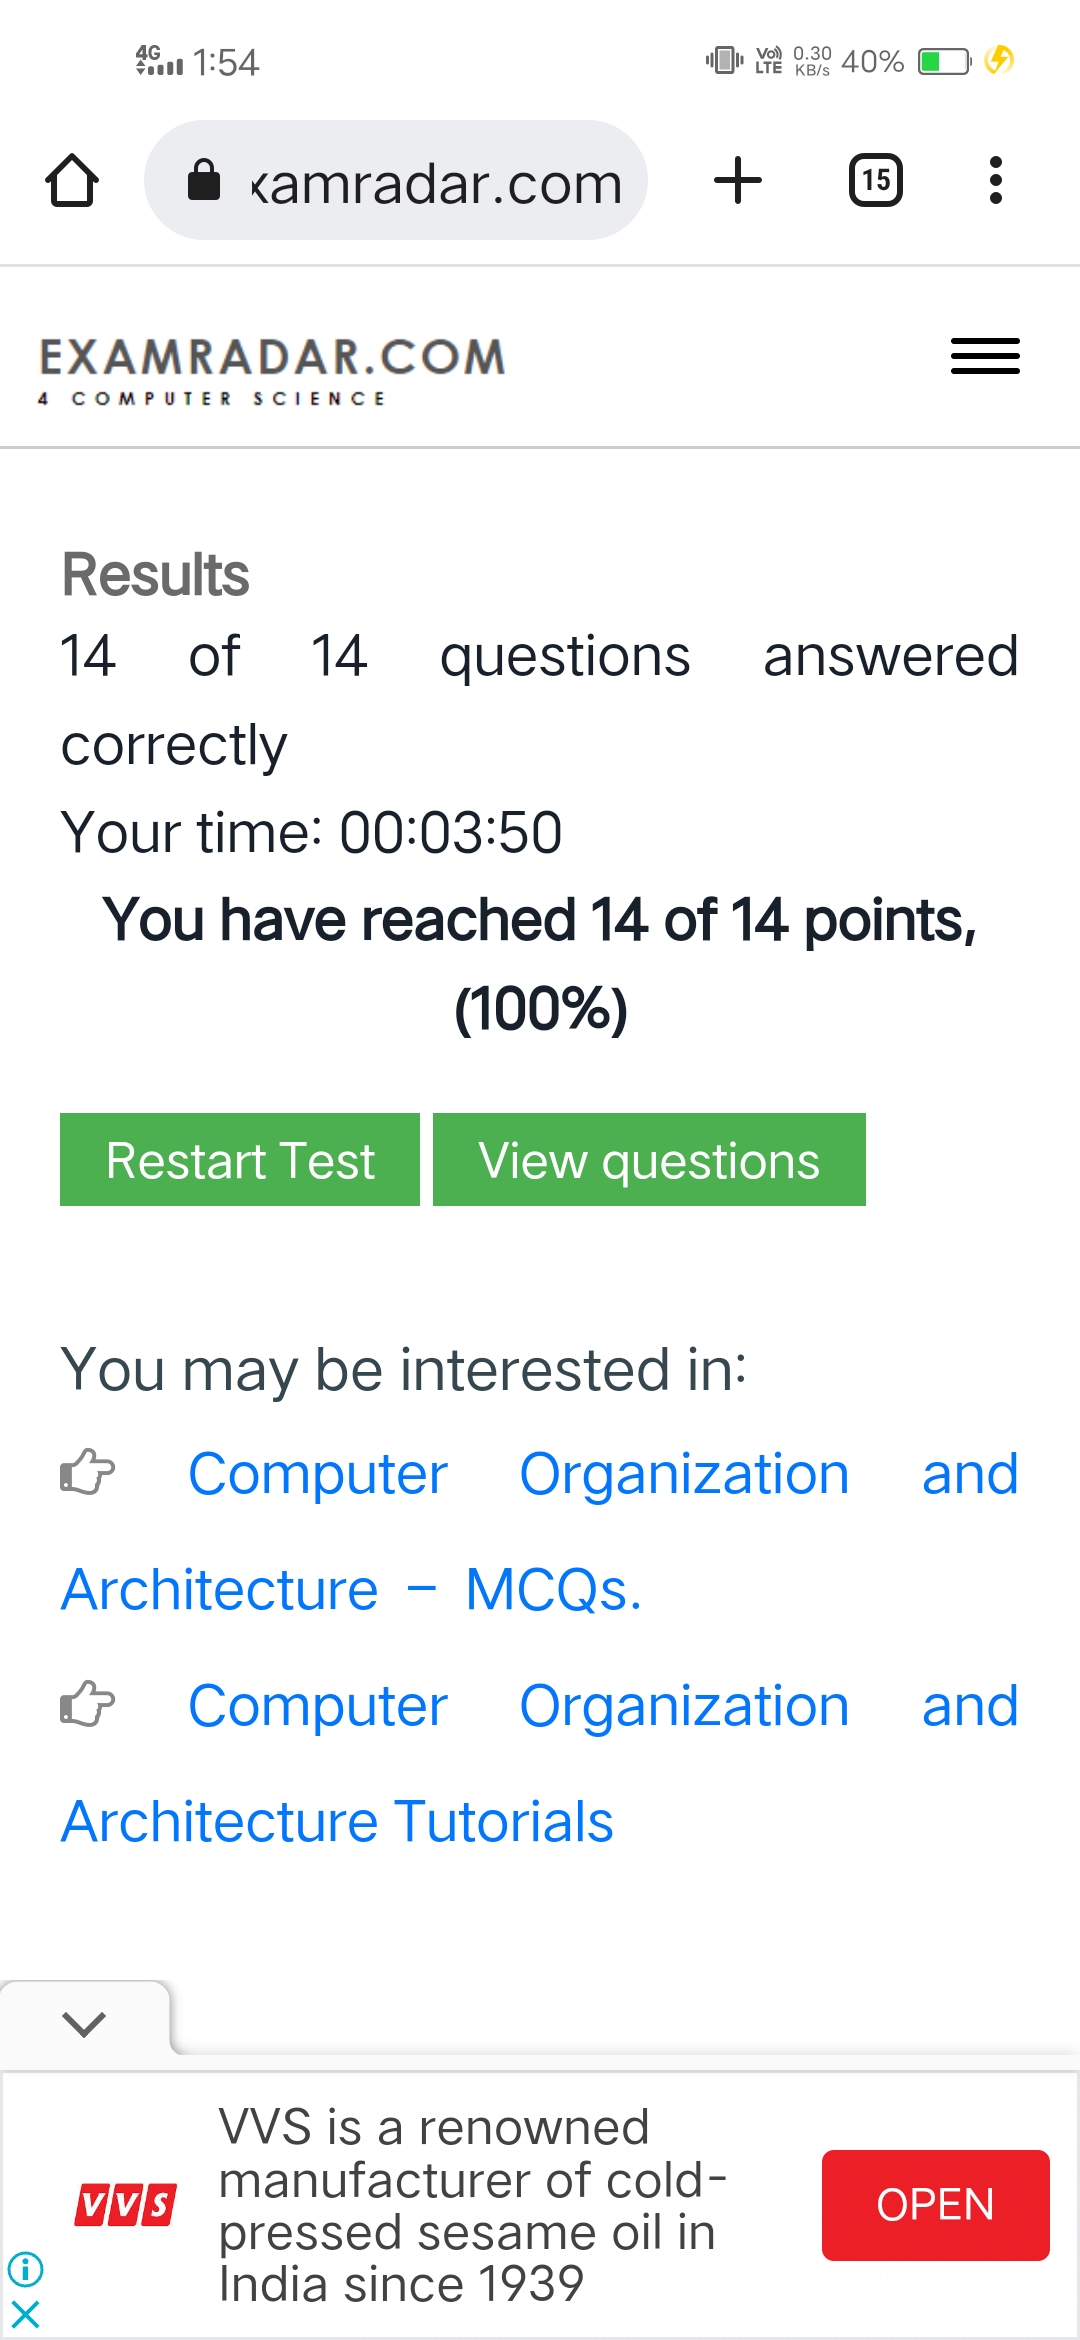 4G 1:54 Vo)) LTE 0.30 KB/s 40%
xamradar.com 15
EXAMRADAR.COM
4 COMPUTER SCIENCE
Results
14 of 14 questions answered
correctly
Your time: 00:03:50
You have reached 14 of 14 points,
(100%)
Restart Test View questions
You may be interested in:
Computer Organization and
Architecture – MCQs.
Computer Organization and
Architecture Tutorials
VVS is a renowned
manufacturer of cold-
pressed sesame oil in
India since 1939
VVS
OPEN